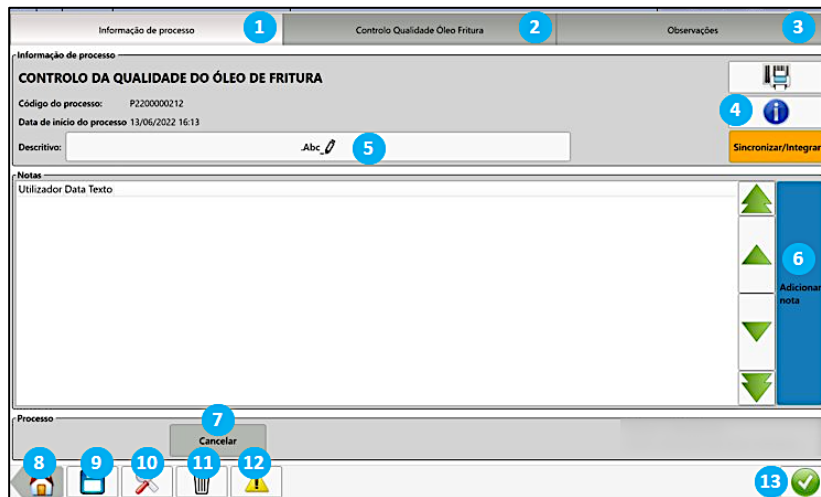 Informação de processo 1 Controlo Qualidade Óleo Fritura 2 Observações 3
Informação de processo
CONTROLO DA QUALIDADE DO ÓLEO DE FRITURA
Código do processo: P2200000212
4
Data de início do processo 13/06/2022 16:13
Descritivo: .Abc_ 5 Sincronizar/Integrar
Notas
Utilizador Data Texto
6
Adicionar
nota
Processo
7
Cancelar
8 9 10 11 12 13